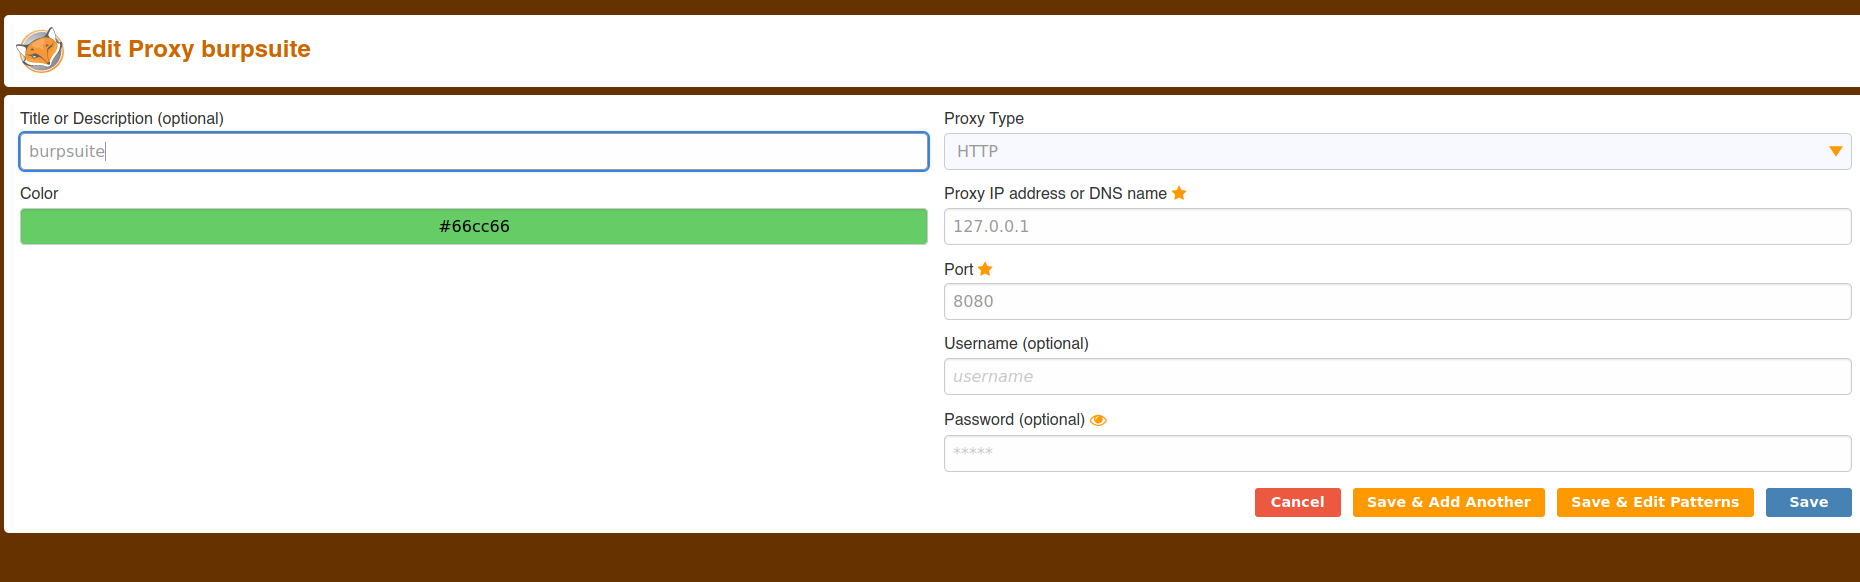 Edit Proxy burpsuite
Title or Description (optional)
burpsuite
Color
#66cc66
Proxy Type
HTTP
Proxy IP address or DNS name
127.0.0.1
Port
8080
Username (optional)
username
Password (optional)
*****
Cancel
Save & Add Another
Save & Edit Patterns
Save